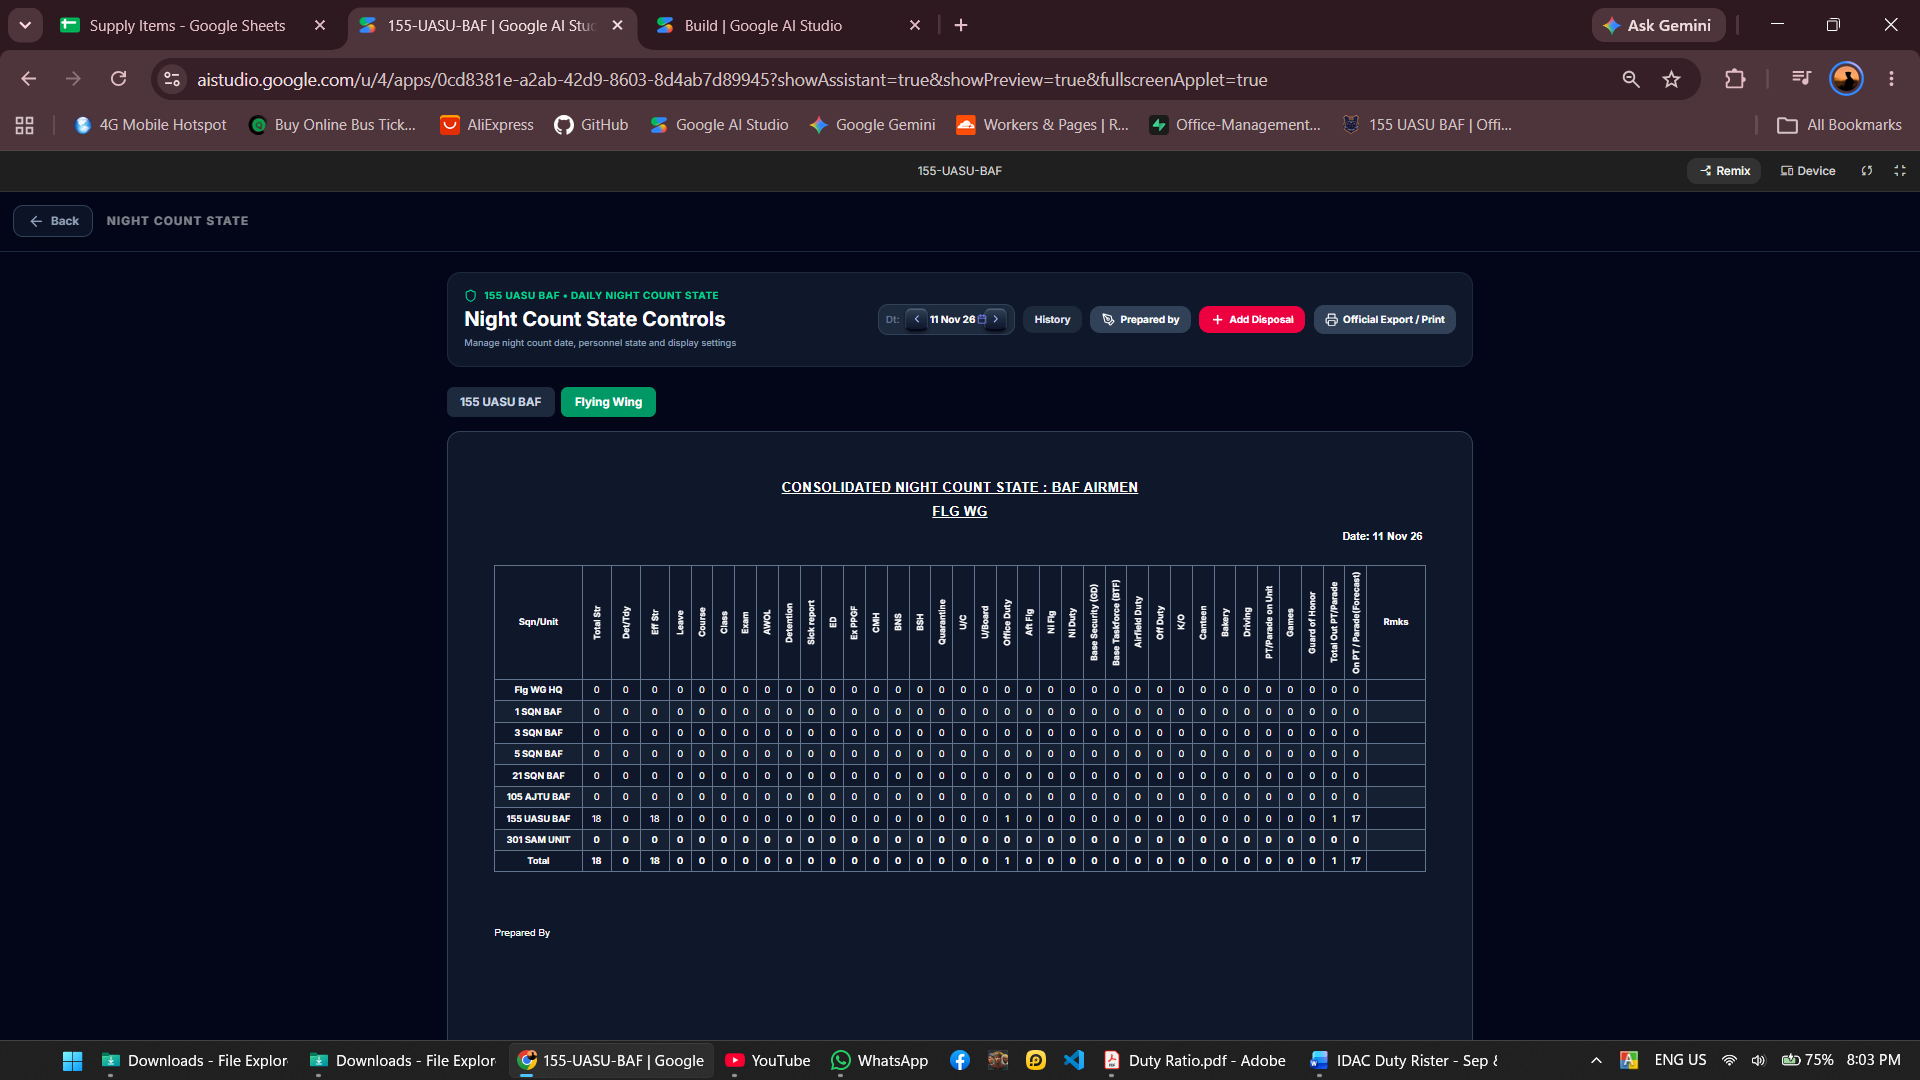 Supply Items - Google Sheets
155-UASU-BAF | Google AI Stud
Build | Google AI Studio
Ask Gemini
aistudio.google.com/u/4/apps/0cd8381e-a2ab-42d9-8603-8d4ab7d89945?showAssistant=true&showPreview=true&fullscreenApplet=true
4G Mobile Hotspot
Buy Online Bus Tick...
AliExpress
GitHub
Google AI Studio
Google Gemini
Workers & Pages | R...
Office-Management...
155 UASU BAF | Offi...
All Bookmarks
155-UASU-BAF
Remix
Device
Back
NIGHT COUNT STATE
155 UASU BAF • DAILY NIGHT COUNT STATE
Night Count State Controls
Manage night count date, personnel state and display settings
Dt: 11 Nov 26
History
Prepared by
Add Disposal
Official Export / Print
155 UASU BAF
Flying Wing
CONSOLIDATED NIGHT COUNT STATE : BAF AIRMEN
FLG WG
Date: 11 Nov 26
Sqn/Unit Total Str Det/Tdy Eff Str Leave Course Class Exam AWOL Detention Sick report ED Ex PPGF CMH BNS BSH Quarantine U/C U/Board Office Duty Aft Flg Ni Flg Ni Duty Base Security (GD) Base Taskforce (BTF) Airfield Duty Off Duty K/O Canteen Bakery Driving PT/Parade on Unit Games Guard of Honor Total Out PT/Parade On PT / Parade(Forecast) Rmks
Flg WG HQ 0 0 0 0 0 0 0 0 0 0 0 0 0 0 0 0 0 0 0 0 0 0 0 0 0 0 0 0 0 0 0 0 0 0 0
1 SQN BAF 0 0 0 0 0 0 0 0 0 0 0 0 0 0 0 0 0 0 0 0 0 0 0 0 0 0 0 0 0 0 0 0 0 0 0
3 SQN BAF 0 0 0 0 0 0 0 0 0 0 0 0 0 0 0 0 0 0 0 0 0 0 0 0 0 0 0 0 0 0 0 0 0 0 0
5 SQN BAF 0 0 0 0 0 0 0 0 0 0 0 0 0 0 0 0 0 0 0 0 0 0 0 0 0 0 0 0 0 0 0 0 0 0 0
21 SQN BAF 0 0 0 0 0 0 0 0 0 0 0 0 0 0 0 0 0 0 0 0 0 0 0 0 0 0 0 0 0 0 0 0 0 0 0
105 AJTU BAF 0 0 0 0 0 0 0 0 0 0 0 0 0 0 0 0 0 0 0 0 0 0 0 0 0 0 0 0 0 0 0 0 0 0 0
155 UASU BAF 18 0 18 0 0 0 0 0 0 0 0 0 0 0 0 0 0 0 1 0 0 0 0 0 0 0 0 0 0 0 0 0 0 1 17
301 SAM UNIT 0 0 0 0 0 0 0 0 0 0 0 0 0 0 0 0 0 0 0 0 0 0 0 0 0 0 0 0 0 0 0 0 0 0 0
Total 18 0 18 0 0 0 0 0 0 0 0 0 0 0 0 0 0 0 1 0 0 0 0 0 0 0 0 0 0 0 0 0 0 1 17
Prepared By
Downloads - File Explor
Downloads - File Explor
155-UASU-BAF | Google
YouTube
WhatsApp
Duty Ratio.pdf - Adobe
IDAC Duty Rister - Sep &
ENG US
75%
8:03 PM